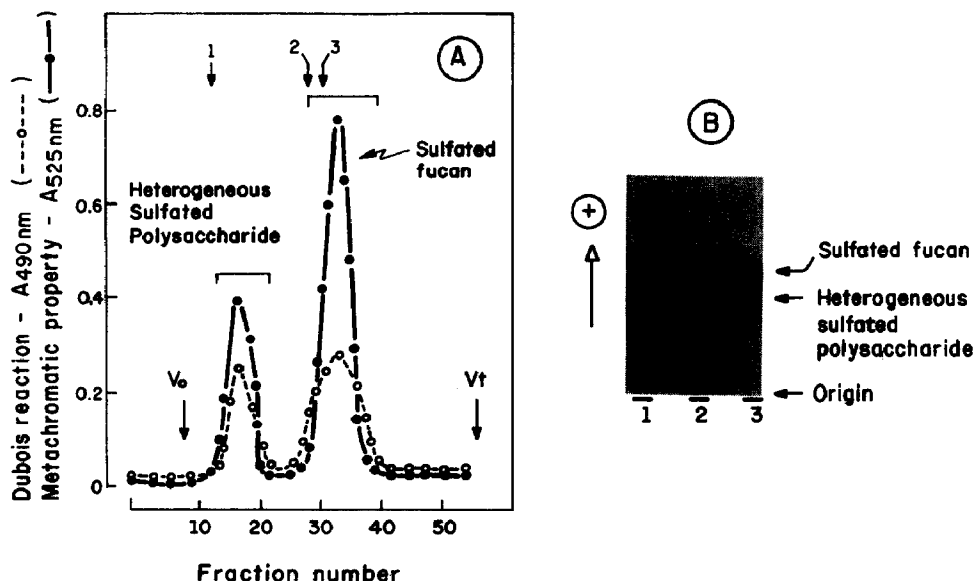 A
1
2
3
Sulfated
fucan
Heterogeneous
Sulfated
Polysaccharide
Vo
Vt
0.8
0.6
0.4
0.2
0
10
20
30
40
50
Fraction number
Dubois reaction - A490nm (---o---)
Metachromatic property - A525nm (—●—)
B
+
Sulfated fucan
Heterogeneous
sulfated
polysaccharide
Origin
1
2
3